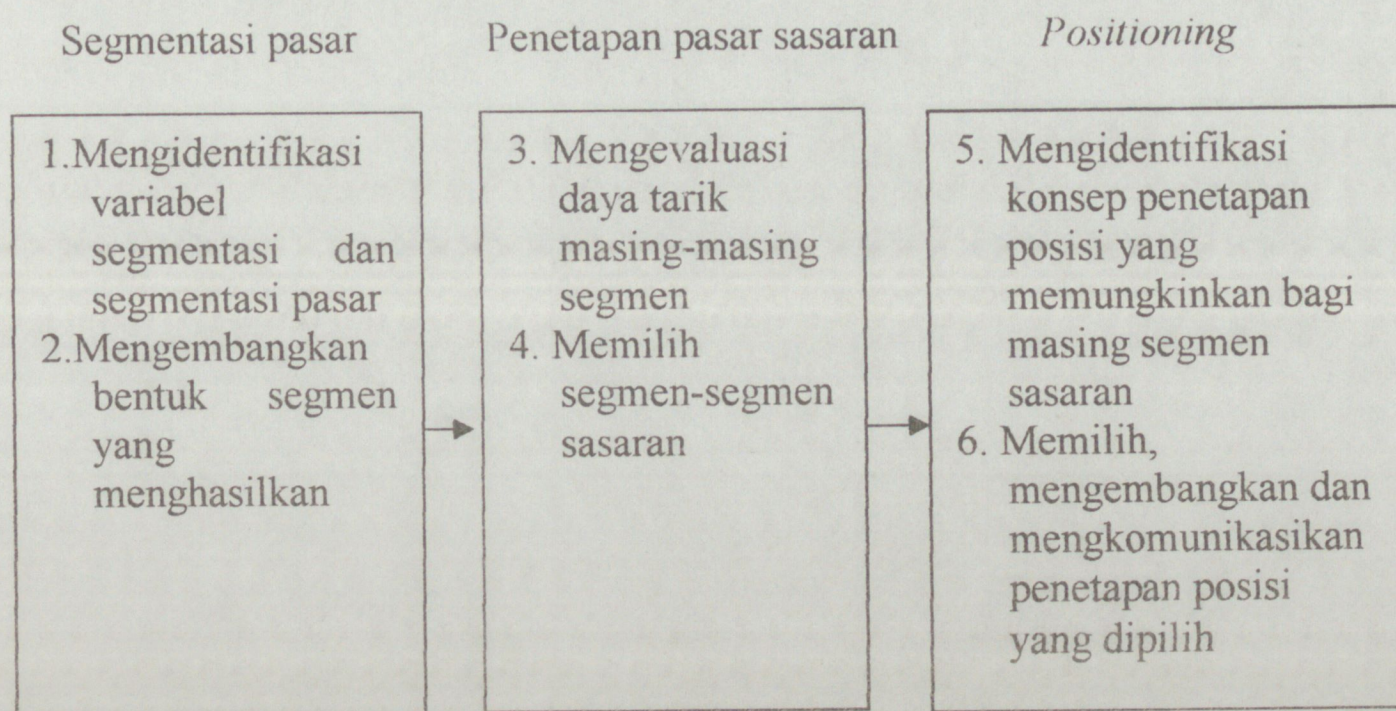 Segmentasi pasar
Penetapan pasar sasaran
Positioning
1.Mengidentifikasi
variabel
segmentasi dan
segmentasi pasar
2.Mengembangkan
bentuk segmen
yang
menghasilkan
3. Mengevaluasi
daya tarik
masing-masing
segmen
4. Memilih
segmen-segmen
sasaran
5. Mengidentifikasi
konsep penetapan
posisi yang
memungkinkan bagi
masing segmen
sasaran
6. Memilih,
mengembangkan dan
mengkomunikasikan
penetapan posisi
yang dipilih